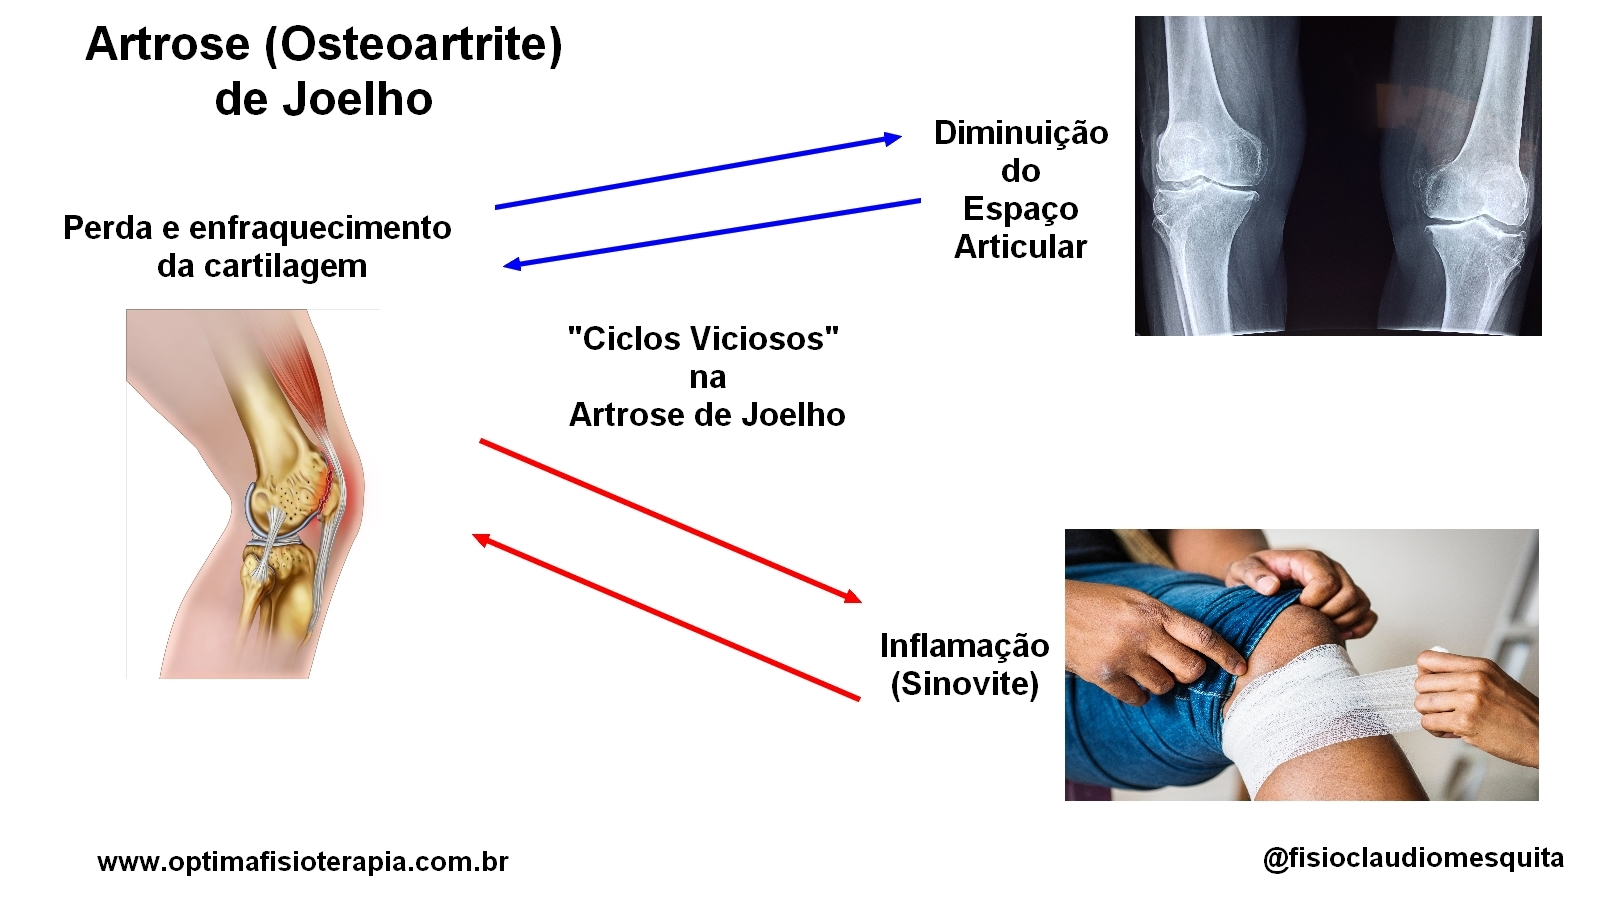 Artrose (Osteoartrite)
de Joelho
Diminuição
do
Espaço
Articular
Perda e enfraquecimento
da cartilagem
"Ciclos Viciosos"
na
Artrose de Joelho
Inflamação
(Sinovite)
www.optimafisioterapia.com.br
@fisioclaudiomesquita